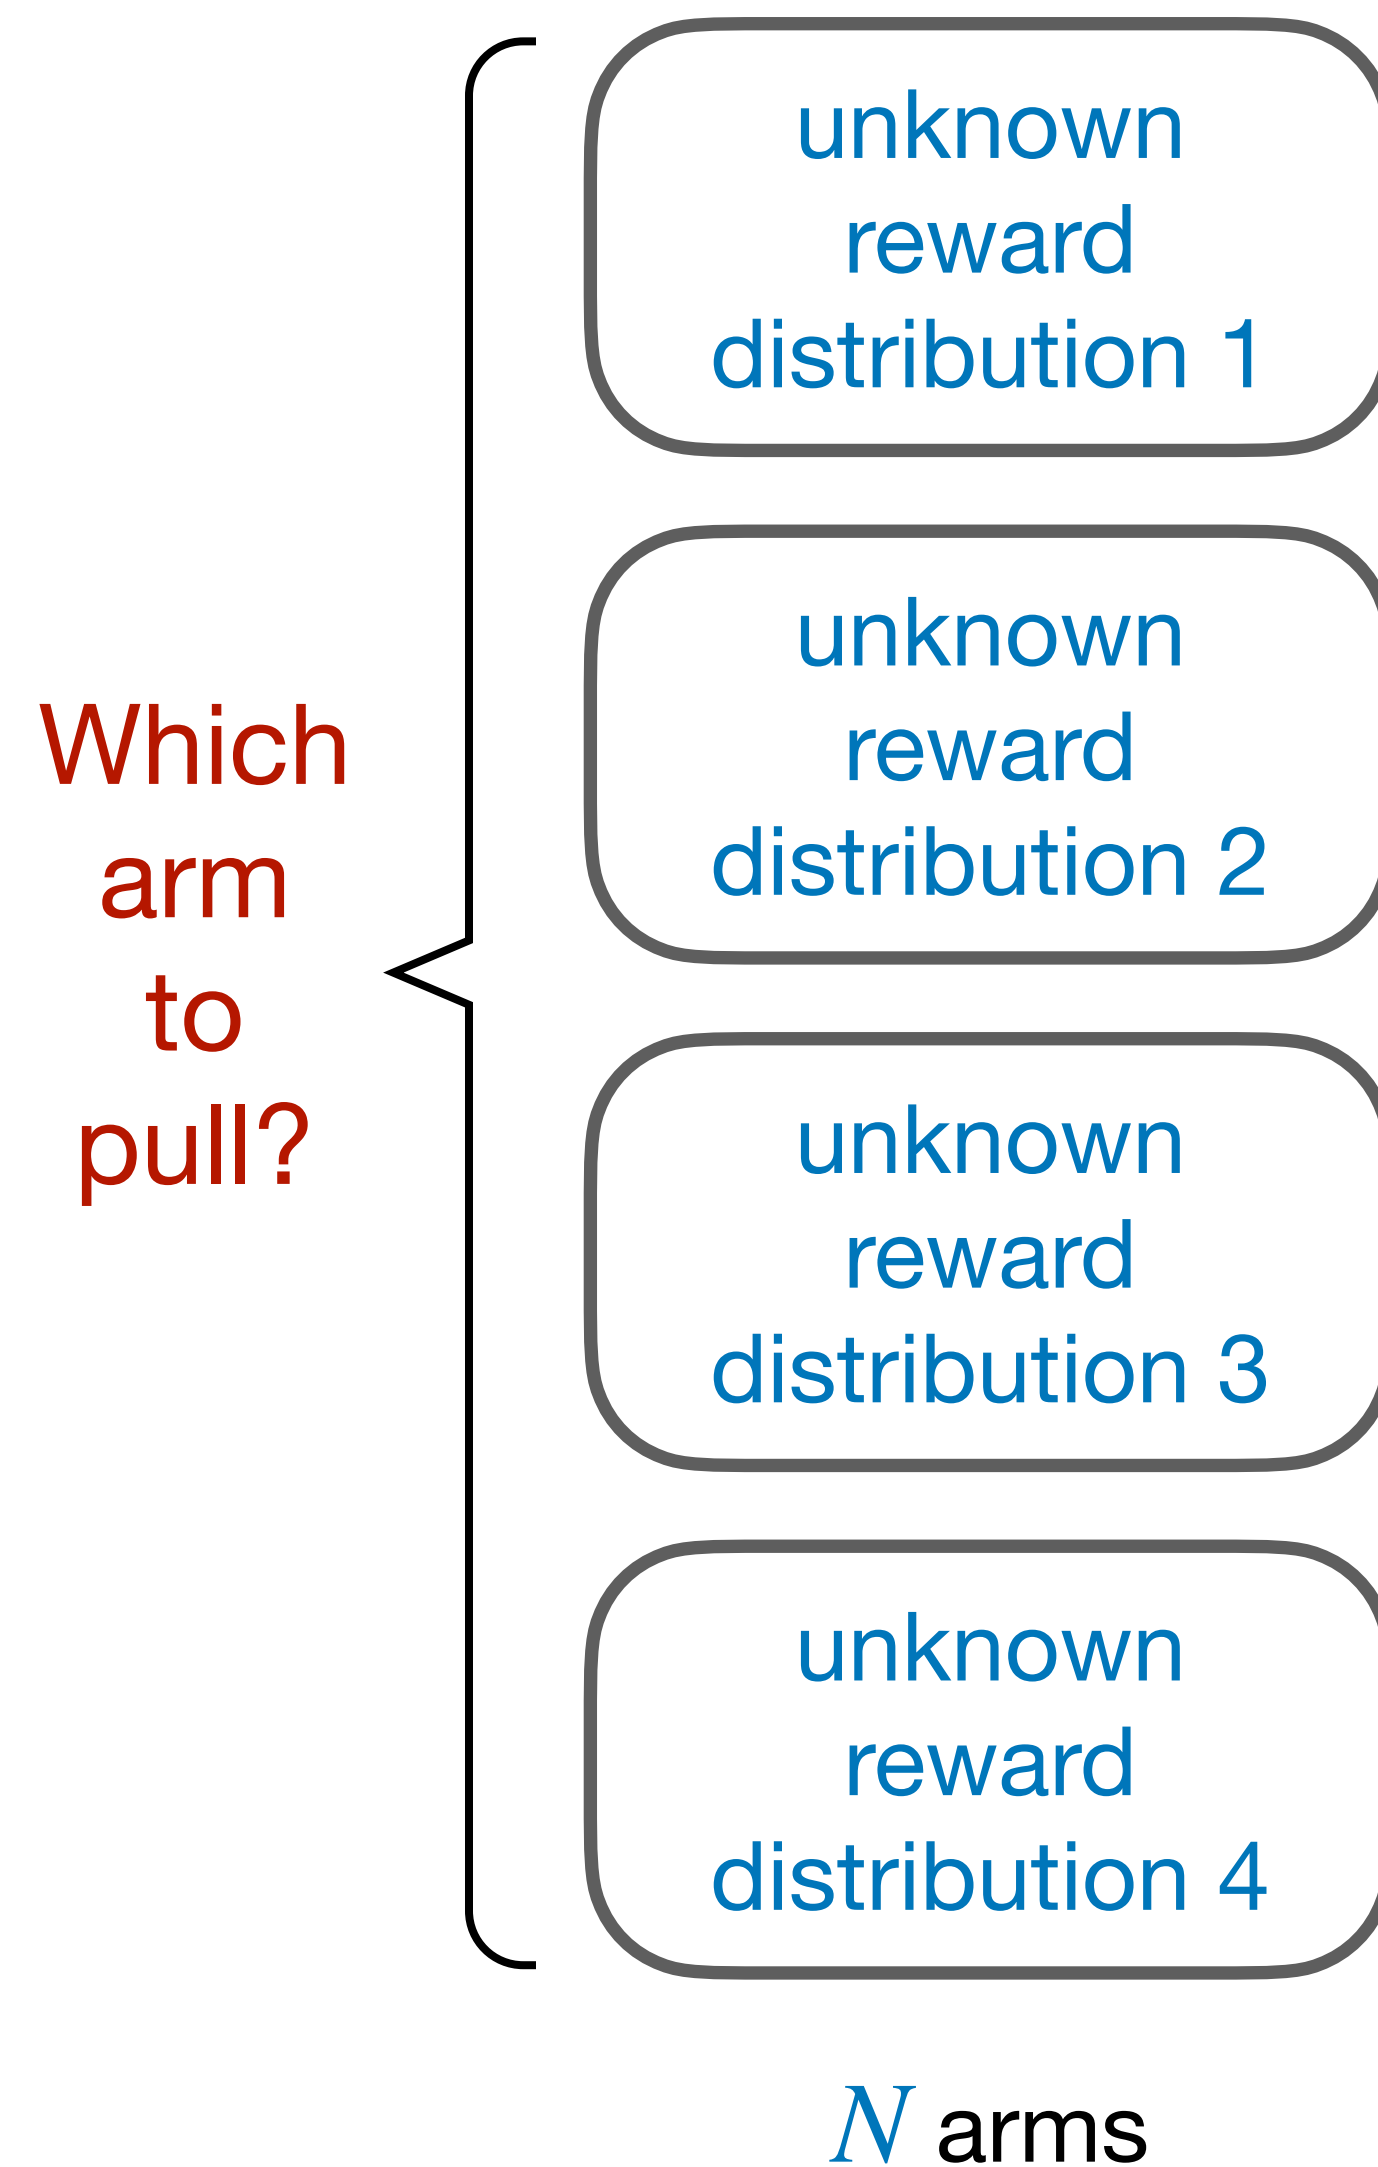 Which
arm
to
pull?
unknown
reward
distribution 1
unknown
reward
distribution 2
unknown
reward
distribution 3
unknown
reward
distribution 4
N arms